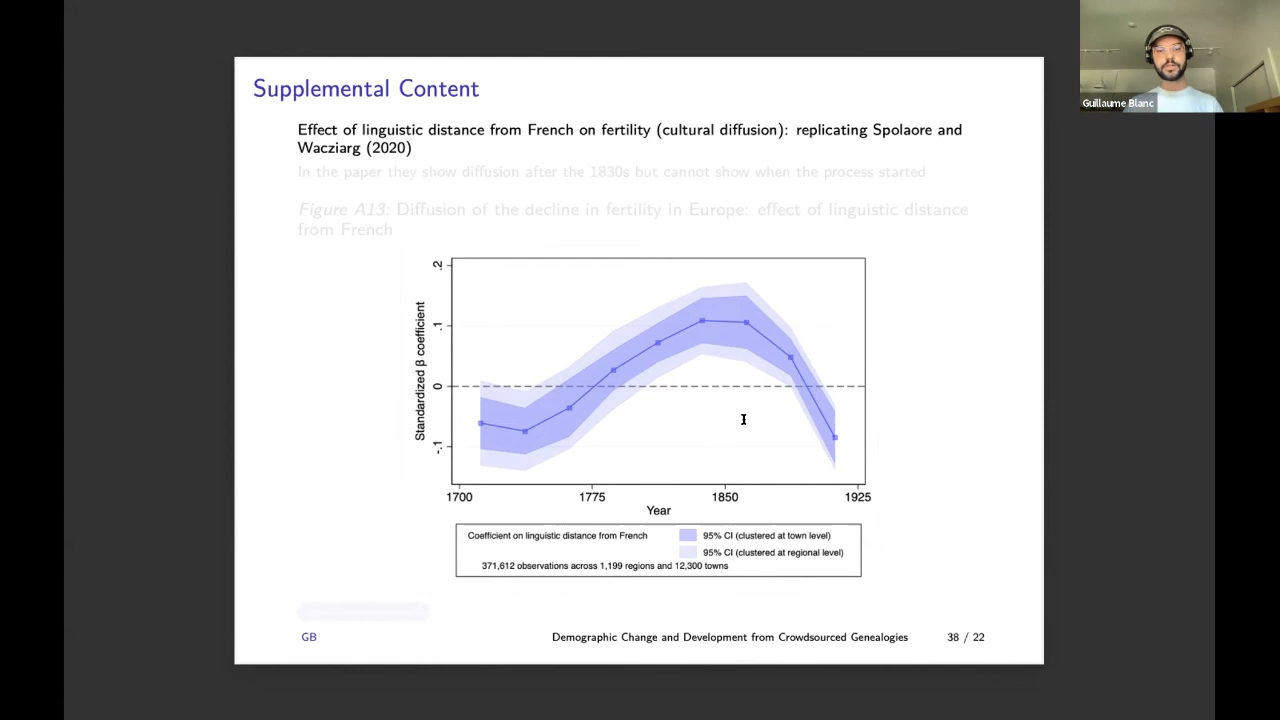 Guillaume Blanc
Supplemental Content
Effect of linguistic distance from French on fertility (cultural diffusion): replicating Spolaore and
Wacziarg (2020)
In the paper they show diffusion after the 1830s but cannot show when the process started
Figure A13: Diffusion of the decline in fertility in Europe: effect of linguistic distance
from French
.2
.1
0
-.1
Standardized β coefficient
1700 1775 1850 1925
Year
Coefficient on linguistic distance from French
95% CI (clustered at town level)
95% CI (clustered at regional level)
371,612 observations across 1,199 regions and 12,300 towns
GB Demographic Change and Development from Crowdsourced Genealogies 38 / 22